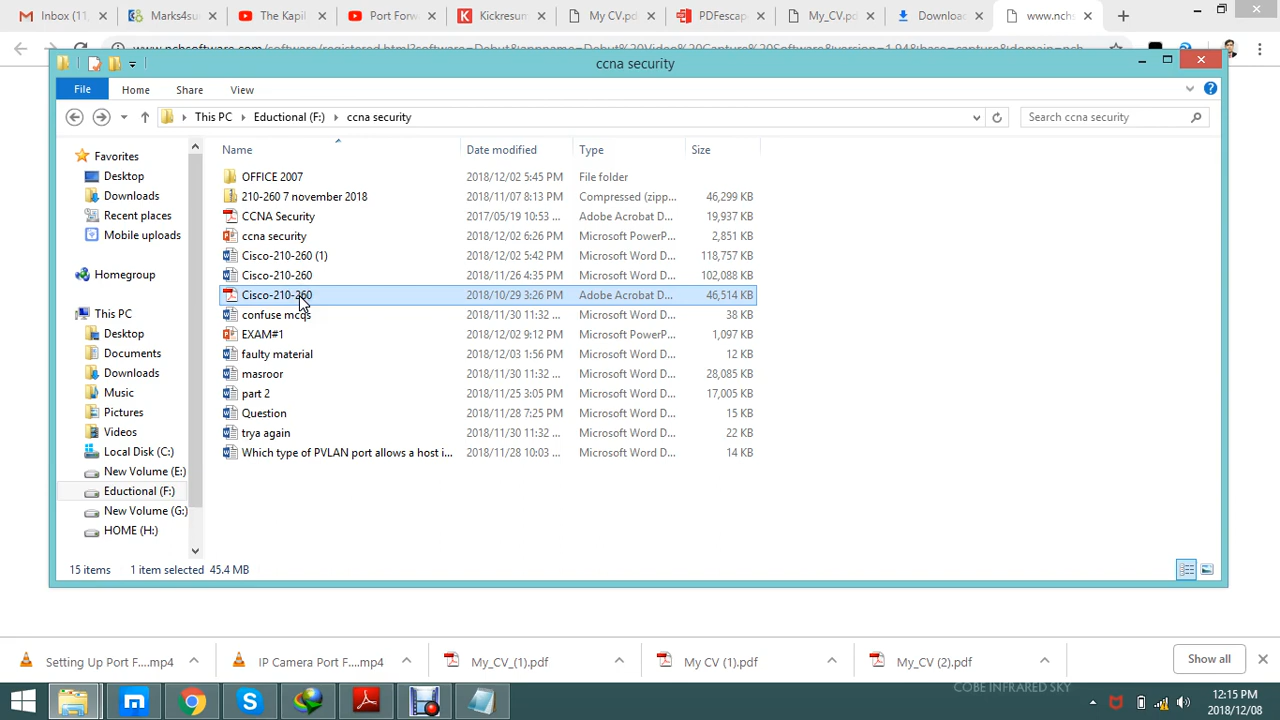 Inbox (11)
Marks4su
The Kapil
Port Forw
Kickresum
My CV.pd
PDFescap
My_CV.pd
Download
www.nchs
ccna security
File
Home
Share
View
This PC
Eductional (F:)
ccna security
Search ccna security
Name
Date modified
Type
Size
Favorites
Desktop
Downloads
Recent places
Mobile uploads
Homegroup
This PC
Desktop
Documents
Downloads
Music
Pictures
Videos
Local Disk (C:)
New Volume (E:)
Eductional (F:)
New Volume (G:)
HOME (H:)
OFFICE 2007 2018/12/02 5:45 PM File folder
210-260 7 november 2018 2018/11/07 8:13 PM Compressed (zipp... 46,299 KB
CCNA Security 2017/05/19 10:53 ... Adobe Acrobat D... 19,937 KB
ccna security 2018/12/02 6:26 PM Microsoft PowerP... 2,851 KB
Cisco-210-260 (1) 2018/12/02 5:42 PM Microsoft Word D... 118,757 KB
Cisco-210-260 2018/11/26 4:35 PM Microsoft Word D... 102,088 KB
Cisco-210-260 2018/10/29 3:26 PM Adobe Acrobat D... 46,514 KB
confuse mcqs 2018/11/30 11:32 ... Microsoft Word D... 38 KB
EXAM#1 2018/12/02 9:12 PM Microsoft PowerP... 1,097 KB
faulty material 2018/12/03 1:56 PM Microsoft Word D... 12 KB
masroor 2018/11/30 11:32 ... Microsoft Word D... 28,085 KB
part 2 2018/11/25 3:05 PM Microsoft Word D... 17,005 KB
Question 2018/11/28 7:25 PM Microsoft Word D... 15 KB
trya again 2018/11/30 11:32 ... Microsoft Word D... 22 KB
Which type of PVLAN port allows a host i... 2018/11/28 10:03 ... Microsoft Word D... 14 KB
15 items 1 item selected 45.4 MB
Setting Up Port F....mp4
IP Camera Port F....mp4
My_CV_(1).pdf
My CV (1).pdf
My_CV (2).pdf
Show all
COBE INFRARED SKY
12:15 PM
2018/12/08